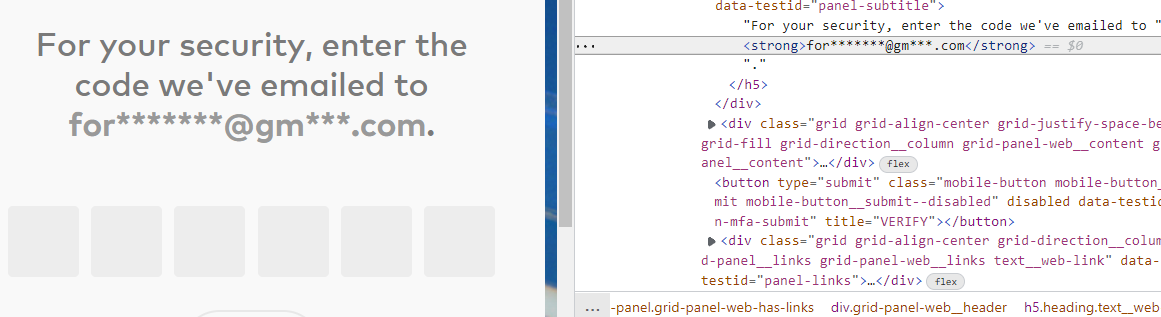 For your security, enter the
code we've emailed to
for*******@gm***.com.
data-testid="panel-subtitle">
"For your security, enter the code we've emailed to "
<strong>for*******@gm***.com</strong> == $0
"."
</h5>
</div>
<div class="grid grid-align-center grid-justify-space-be
grid-fill grid-direction__column grid-panel-web__content g
anel__content">…</div> flex
<button type="submit" class="mobile-button mobile-button_
mit mobile-button__submit--disabled" disabled data-testid
n-mfa-submit" title="VERIFY"></button>
<div class="grid grid-align-center grid-direction__colum
d-panel__links grid-panel-web__links text__web-link" data-
testid="panel-links">…</div> flex
... -panel.grid-panel-web-has-links div.grid-panel-web__header h5.heading.text__web